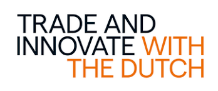 TRADE AND
INNOVATE WITH
THE DUTCH